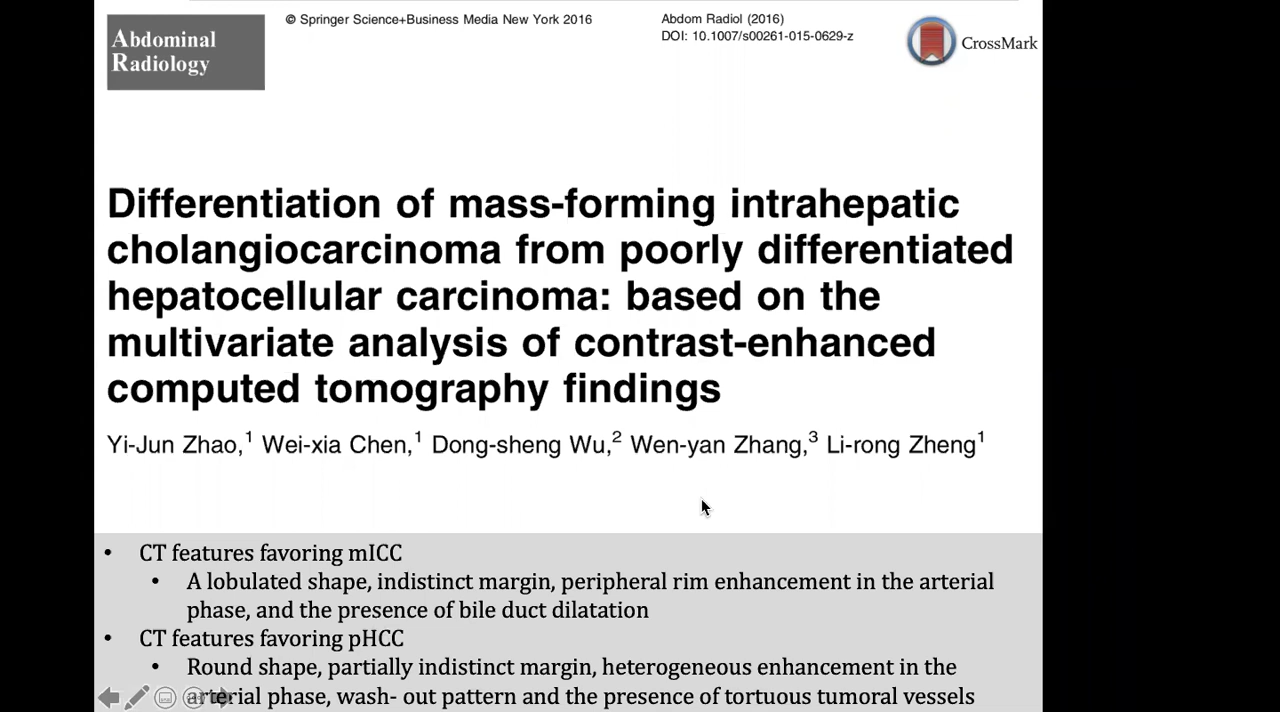 Abdominal
Radiology
© Springer Science+Business Media New York 2016
Abdom Radiol (2016)
DOI: 10.1007/s00261-015-0629-z
CrossMark
Differentiation of mass-forming intrahepatic
cholangiocarcinoma from poorly differentiated
hepatocellular carcinoma: based on the
multivariate analysis of contrast-enhanced
computed tomography findings
Yi-Jun Zhao,1 Wei-xia Chen,1 Dong-sheng Wu,2 Wen-yan Zhang,3 Li-rong Zheng1
• CT features favoring mICC
• A lobulated shape, indistinct margin, peripheral rim enhancement in the arterial
phase, and the presence of bile duct dilatation
• CT features favoring pHCC
• Round shape, partially indistinct margin, heterogeneous enhancement in the
arterial phase, wash- out pattern and the presence of tortuous tumoral vessels